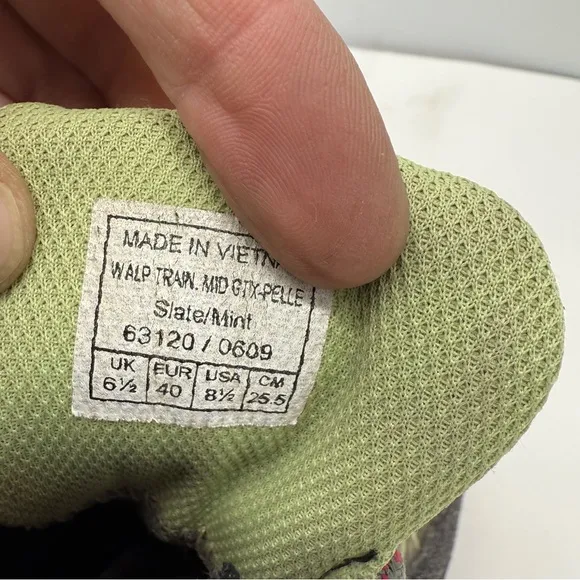 MADE IN VIETN
W ALP TRAIN. MID GTX-PELLE
Slate/Mint
63120 / 0609
UK EUR USA CM
6½ 40 8½ 25.5